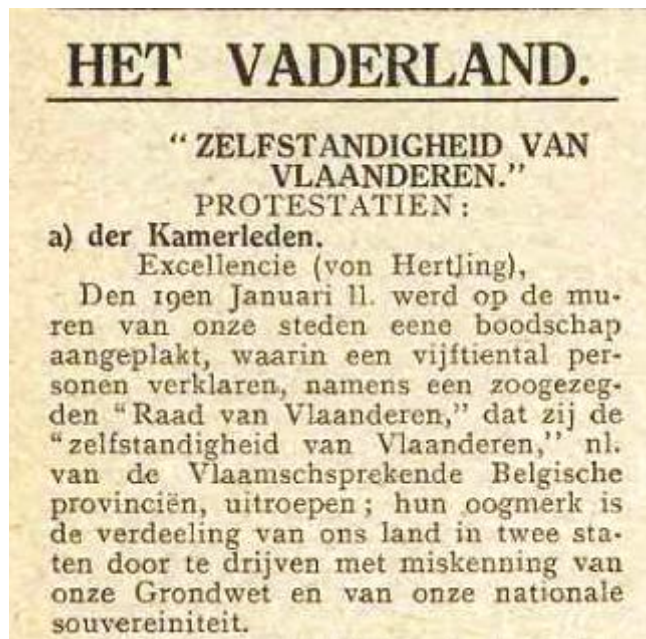 HET VADERLAND.
“ ZELFSTANDIGHEID VAN
VLAANDEREN.”
PROTESTATIEN :
a) der Kamerleden.
Excellencie (von Hertling),
Den 19en Januari ll. werd op de mu-
ren van onze steden eene boodschap
aangeplakt, waarin een vijftiental per-
sonen verklaren, namens een zoogezeg-
den “Raad van Vlaanderen,” dat zij de
“zelfstandigheid van Vlaanderen,” nl.
van de Vlaamschsprekende Belgische
provinciën, uitroepen ; hun oogmerk is
de verdeeling van ons land in twee sta-
ten door te drijven met miskenning van
onze Grondwet en van onze nationale
souvereiniteit.